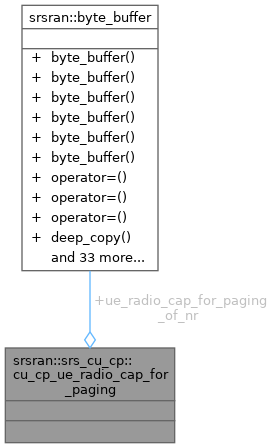 srsran::byte_buffer
+ byte_buffer()
+ byte_buffer()
+ byte_buffer()
+ byte_buffer()
+ byte_buffer()
+ byte_buffer()
+ operator=()
+ operator=()
+ operator=()
+ deep_copy()
and 33 more...
+ue_radio_cap_for_paging
_of_nr
srsran::srs_cu_cp::
cu_cp_ue_radio_cap_for
_paging